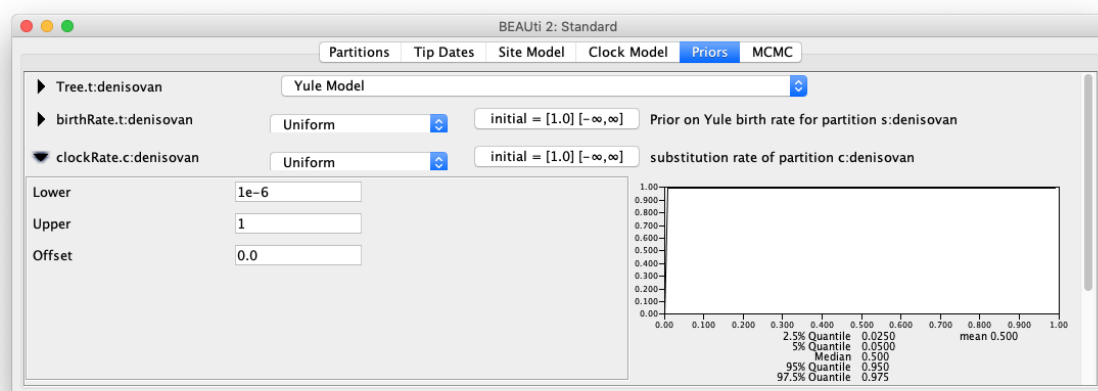 BEAUti 2: Standard
Partitions Tip Dates Site Model Clock Model Priors MCMC
Tree.t:denisovan Yule Model
birthRate.t:denisovan Uniform initial = [1.0] [-∞,∞] Prior on Yule birth rate for partition s:denisovan
clockRate.c:denisovan Uniform initial = [1.0] [-∞,∞] substitution rate of partition c:denisovan
Lower 1e-6
Upper 1
Offset 0.0
1.00
0.900
0.800
0.700
0.600
0.500
0.400
0.300
0.200
0.100
0.00
0.00 0.100 0.200 0.300 0.400 0.500 0.600 0.700 0.800 0.900 1.00
2.5% Quantile 0.0250 mean 0.500
5% Quantile 0.0500
Median 0.500
95% Quantile 0.950
97.5% Quantile 0.975